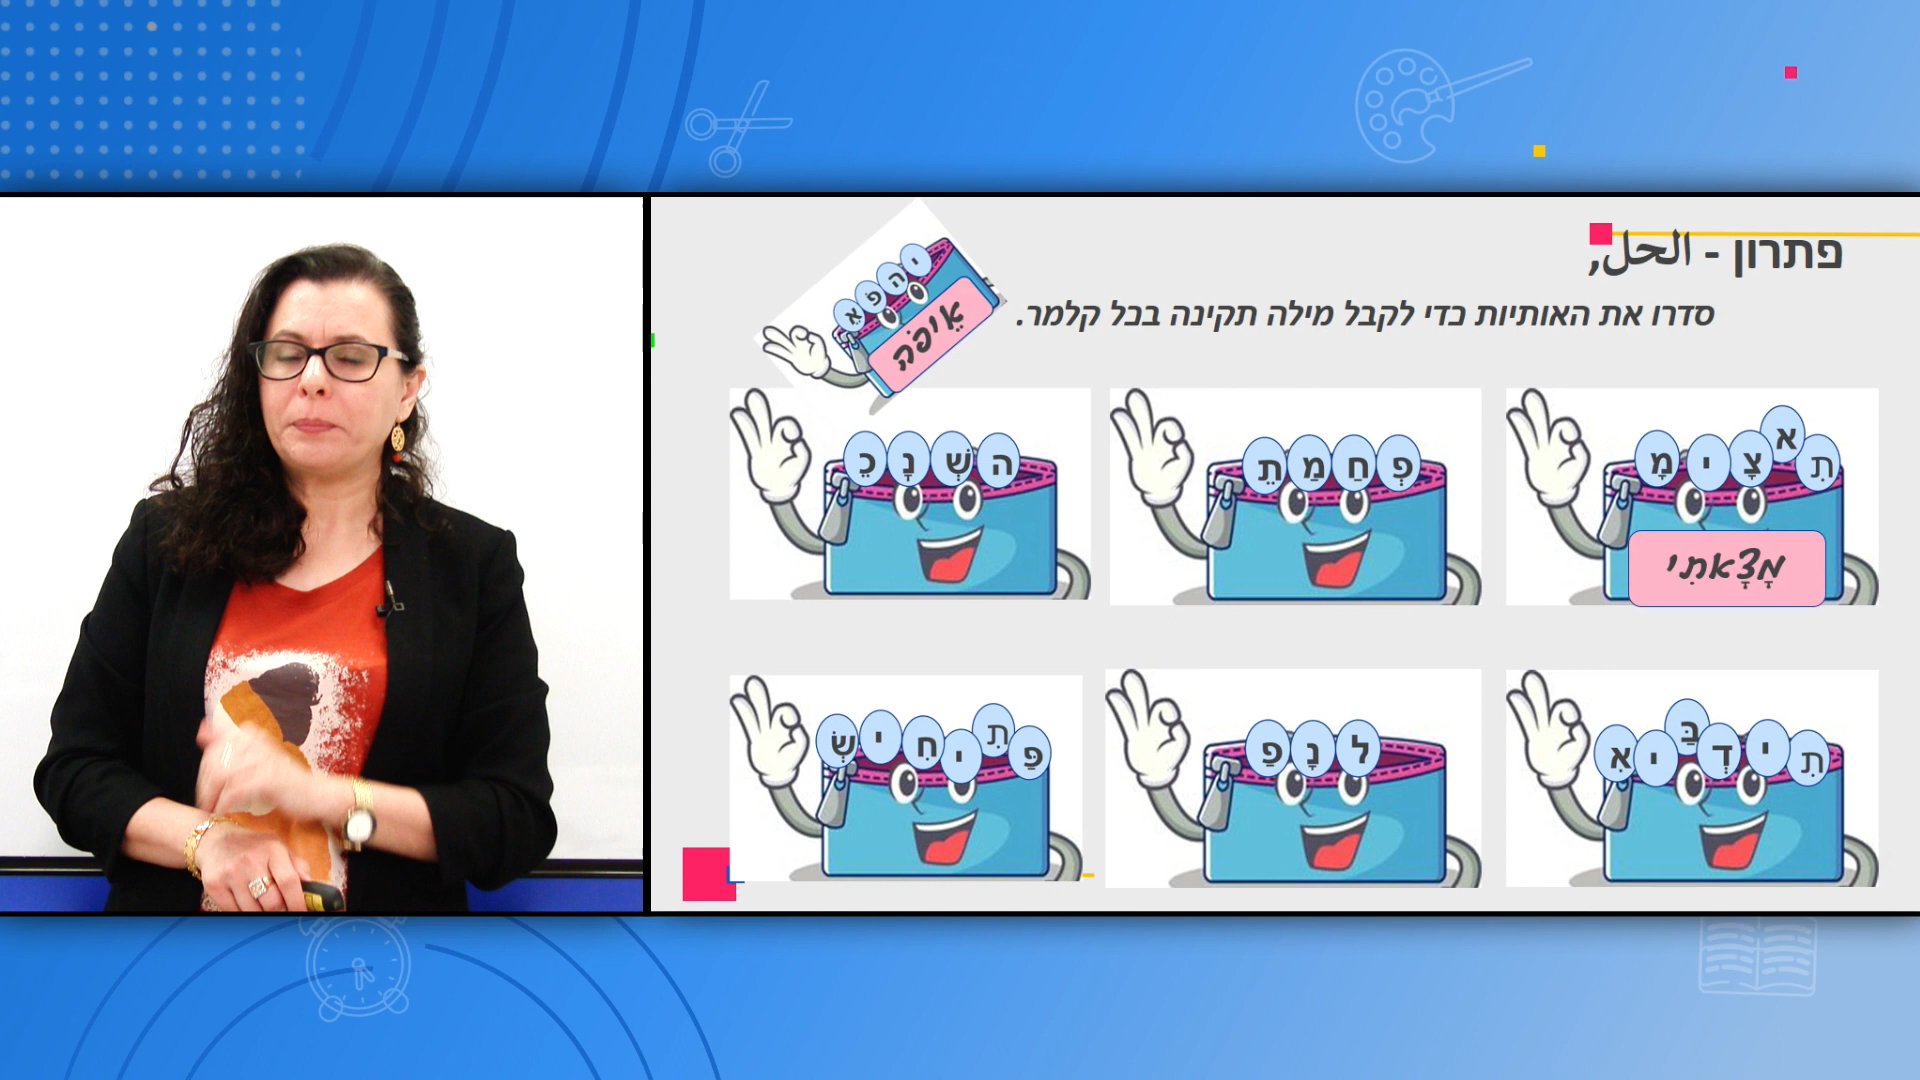 פתרון - الحل,
סדרו את האותיות כדי לקבל מילה תקינה בכל קלמר.
אֵ פֹ ה י
אֵיפֹה
מָ י צָ א תִ
מָצָאתִי
תֵ מַ חַ פְ
כֵ נָ שְׁ ה
אִ י בַּ דְ י תִ
פַ נָ ל
שְׂ י חִ י תִ פַּ